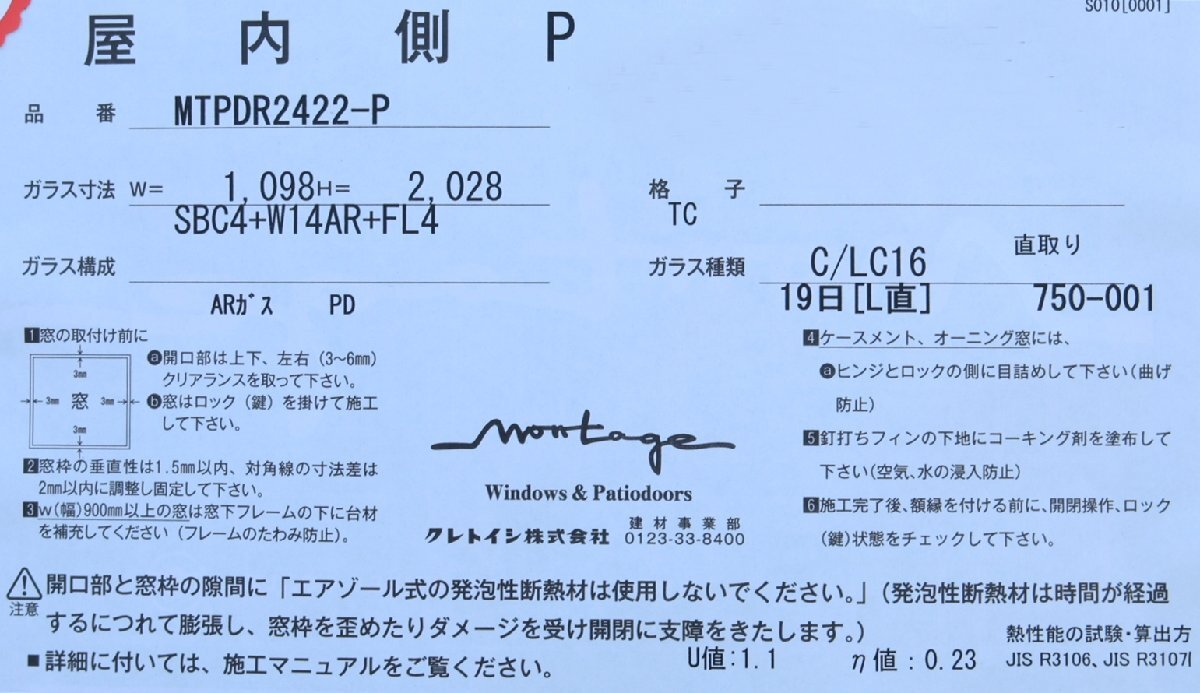 S010[0001]
屋内側P
品番 MTPDR2422-P
ガラス寸法 W= 1,098 H= 2,028
格子
SBC4+W14AR+FL4
TC
直取り
ガラス構成
ガラス種類 C/LC16
ARｶﾞｽ PD
19日[L直] 750-001
1 窓の取付け前に
3mm
3mm 窓 3mm
3mm
ⓐ開口部は上下、左右（3〜6mm）
クリアランスを取って下さい。
ⓑ窓はロック（鍵）を掛けて施工
して下さい。
2 窓枠の垂直性は1.5mm以内、対角線の寸法差は
2mm以内に調整し固定して下さい。
3 w(幅)900mm以上の窓は窓下フレームの下に台材
を補充してください（フレームのたわみ防止）。
montage
Windows & Patiodoors
クレトイシ株式会社 建材事業部
0123-33-8400
4 ケースメント、オーニング窓には、
ⓐヒンジとロックの側に目詰めして下さい(曲げ
防止)
5 釘打ちフィンの下地にコーキング剤を塗布して
下さい(空気、水の浸入防止)
6 施工完了後、額縁を付ける前に、開閉操作、ロック
(鍵)状態をチェックして下さい。
注意 開口部と窓枠の隙間に「エアゾール式の発泡性断熱材は使用しないでください。」(発泡性断熱材は時間が経過
するにつれて膨張し、窓枠を歪めたりダメージを受け開閉に支障をきたします。)
■詳細に付いては、施工マニュアルをご覧ください。
U値:1.1 η値:0.23
熱性能の試験・算出方
JIS R3106、JIS R3107